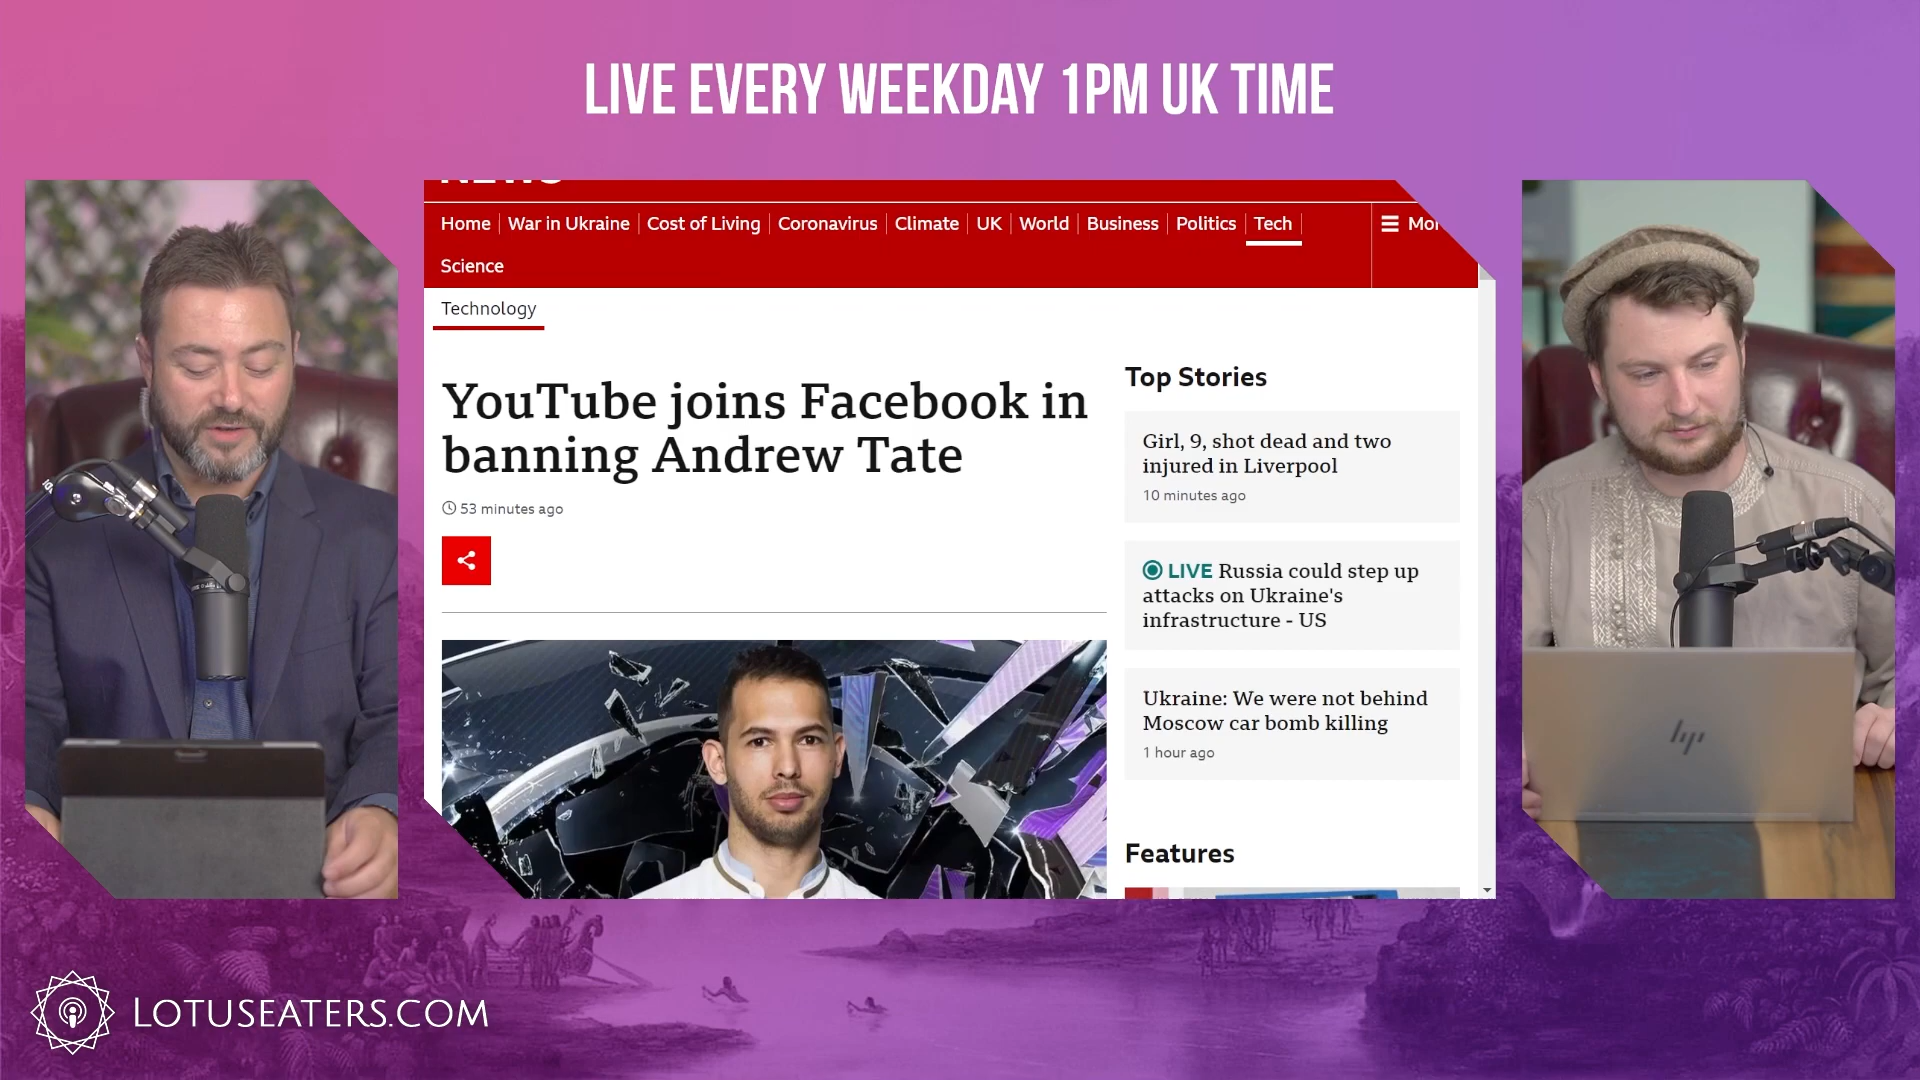 LIVE EVERY WEEKDAY 1PM UK TIME
NEWS
Home War in Ukraine Cost of Living Coronavirus Climate UK World Business Politics Tech
Science
Technology
YouTube joins Facebook in
banning Andrew Tate
53 minutes ago
Top Stories
Girl, 9, shot dead and two
injured in Liverpool
10 minutes ago
LIVE Russia could step up
attacks on Ukraine's
infrastructure - US
Ukraine: We were not behind
Moscow car bomb killing
1 hour ago
Features
hp
LOTUSEATERS.COM